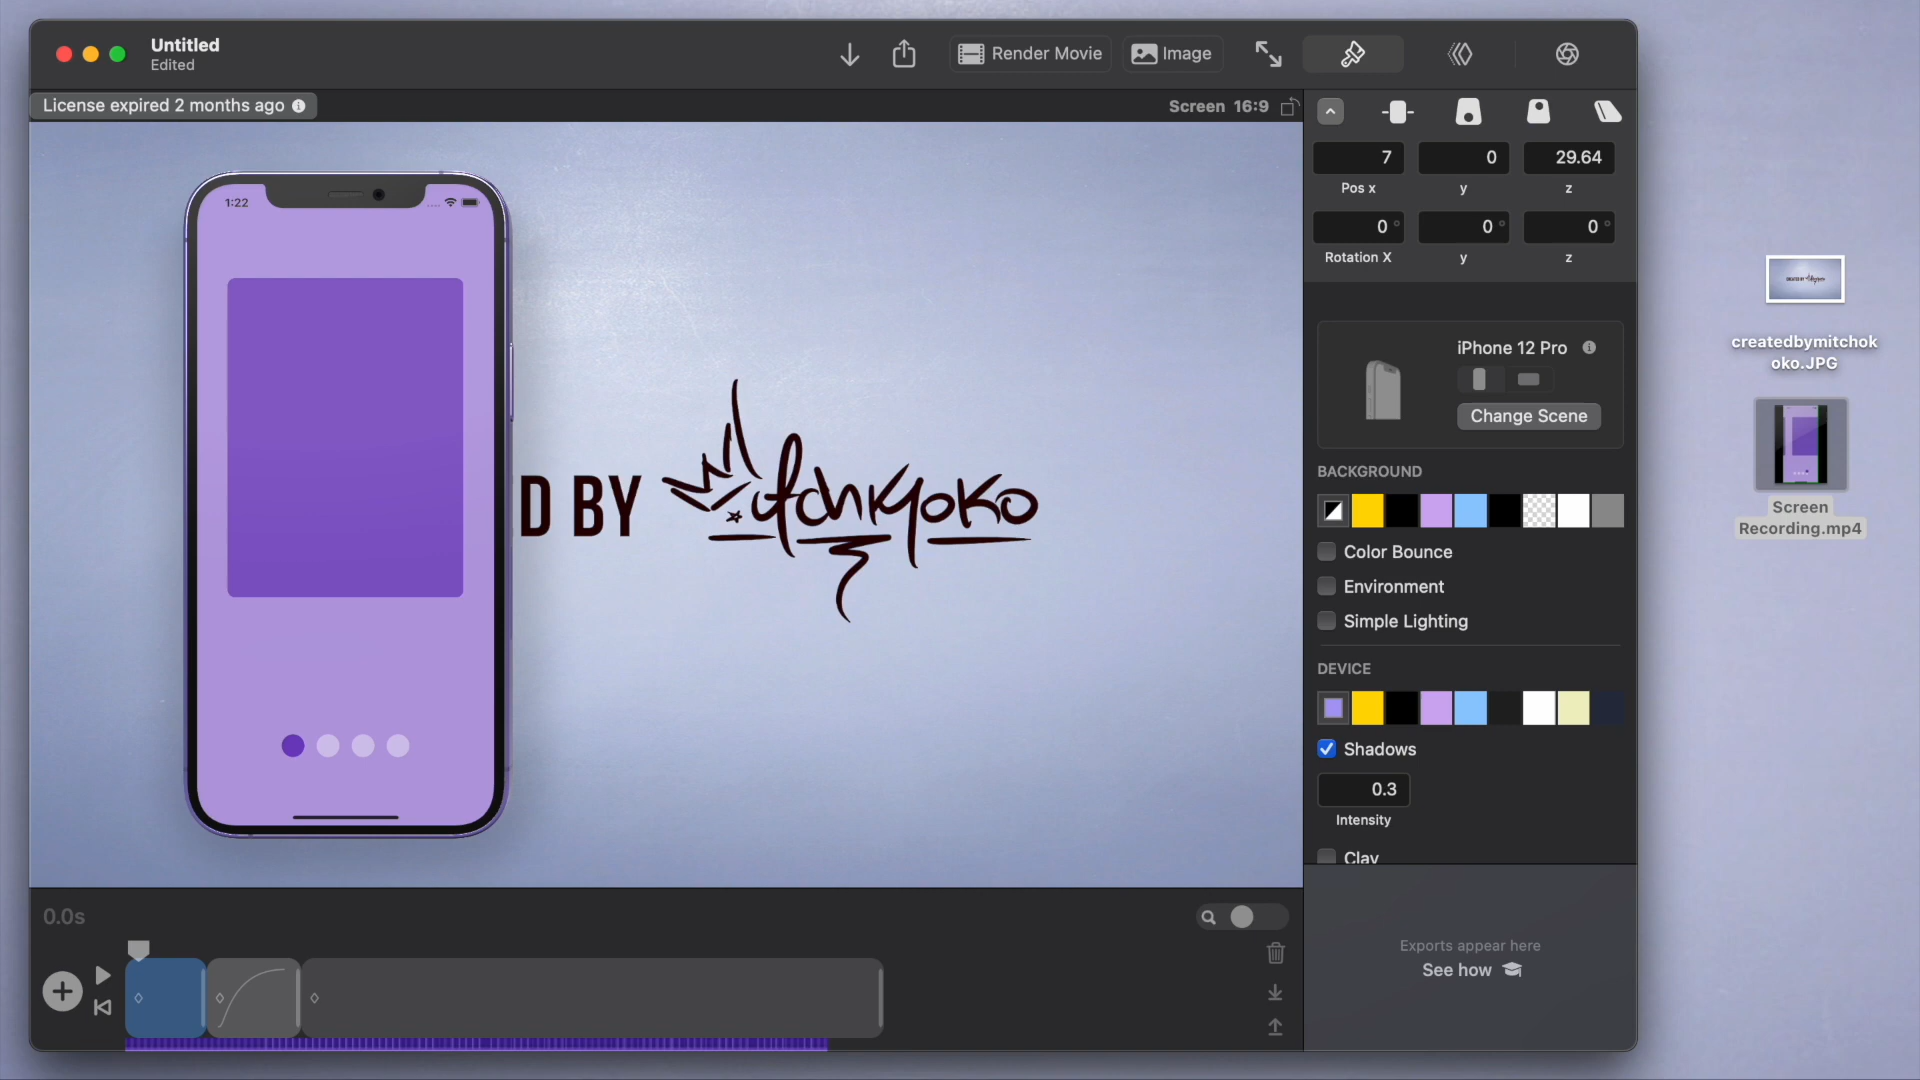 Untitled
Edited
Render Movie
Image
License expired 2 months ago
Screen 16:9
7
0
29.64
Pos x
y
z
0 °
0 °
0 °
Rotation X
y
z
1:22
ED BY
iPhone 12 Pro
Change Scene
BACKGROUND
Color Bounce
Environment
Simple Lighting
DEVICE
Shadows
0.3
Intensity
Clay
0.0s
Exports appear here
See how
createdbymitchok
oko.JPG
Screen
Recording.mp4